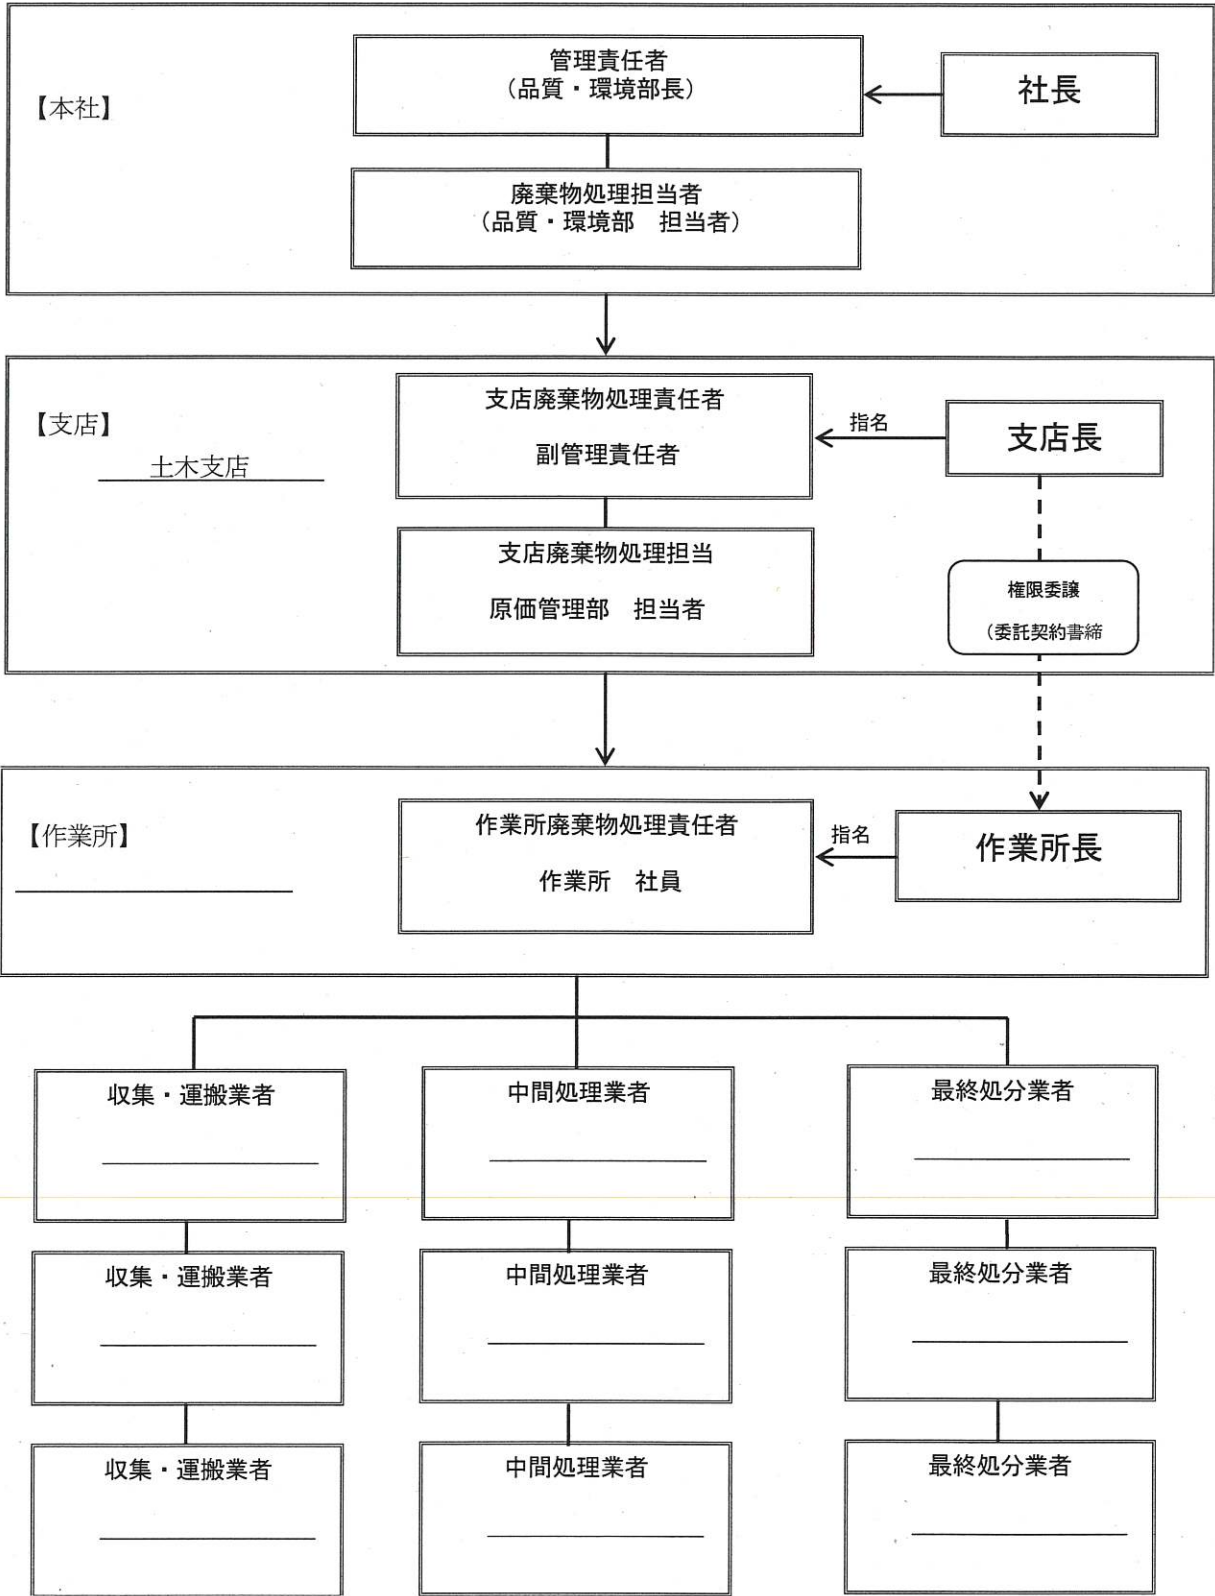 【本社】
管理責任者
（品質・環境部長）
社長
廃棄物処理担当者
（品質・環境部　担当者）
【支店】
土木支店
支店廃棄物処理責任者
副管理責任者
指名
支店長
支店廃棄物処理担当
原価管理部　担当者
権限委譲
（委託契約書締
【作業所】
作業所廃棄物処理責任者
作業所　社員
指名
作業所長
収集・運搬業者
中間処理業者
最終処分業者
収集・運搬業者
中間処理業者
最終処分業者
収集・運搬業者
中間処理業者
最終処分業者